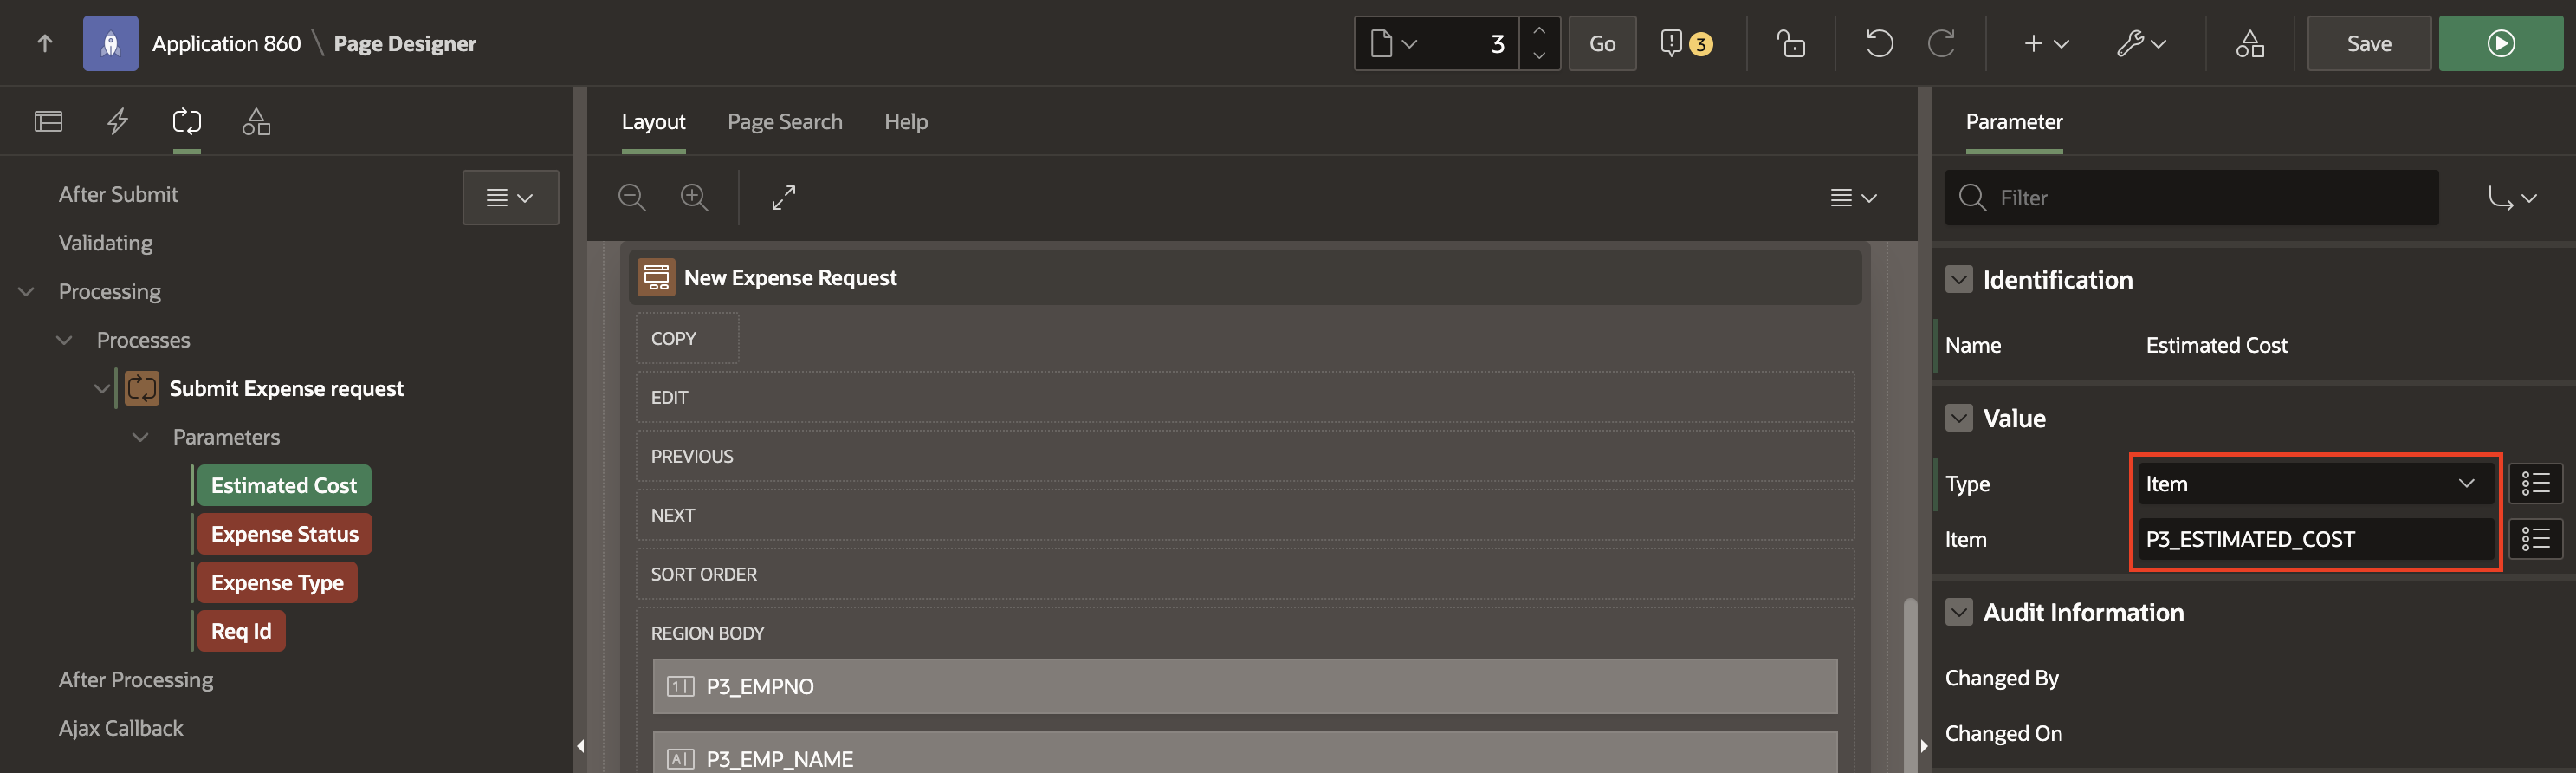 Application 860 \ Page Designer
3
Go
3
Save
Layout
Page Search
Help
Parameter
After Submit
Validating
Processing
Processes
Submit Expense request
Parameters
Estimated Cost
Expense Status
Expense Type
Req Id
After Processing
Ajax Callback
New Expense Request
COPY
EDIT
PREVIOUS
NEXT
SORT ORDER
REGION BODY
P3_EMPNO
P3_EMP_NAME
Filter
Identification
Name
Estimated Cost
Value
Type
Item
Item
P3_ESTIMATED_COST
Audit Information
Changed By
Changed On